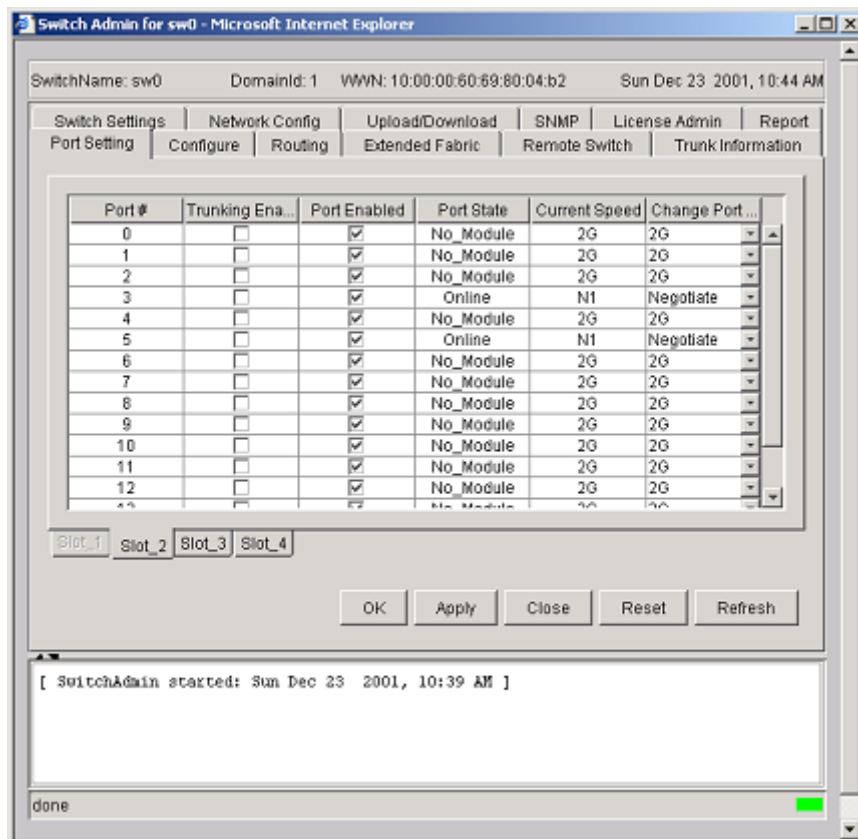 Switch Admin for sw0 - Microsoft Internet Explorer
SwitchName: sw0 DomainId: 1 WWN: 10:00:00:60:69:80:04:b2 Sun Dec 23 2001, 10:44 AM
Switch Settings Network Config Upload/Download SNMP License Admin Report
Port Setting Configure Routing Extended Fabric Remote Switch Trunk Information
Port # Trunking Ena... Port Enabled Port State Current Speed Change Port ...
0 No_Module 2G 2G
1 No_Module 2G 2G
2 No_Module 2G 2G
3 Online N1 Negotiate
4 No_Module 2G 2G
5 Online N1 Negotiate
6 No_Module 2G 2G
7 No_Module 2G 2G
8 No_Module 2G 2G
9 No_Module 2G 2G
10 No_Module 2G 2G
11 No_Module 2G 2G
12 No_Module 2G 2G
Slot_1 Slot_2 Slot_3 Slot_4
OK Apply Close Reset Refresh
[ SwitchAdmin started: Sun Dec 23 2001, 10:39 AM ]
done